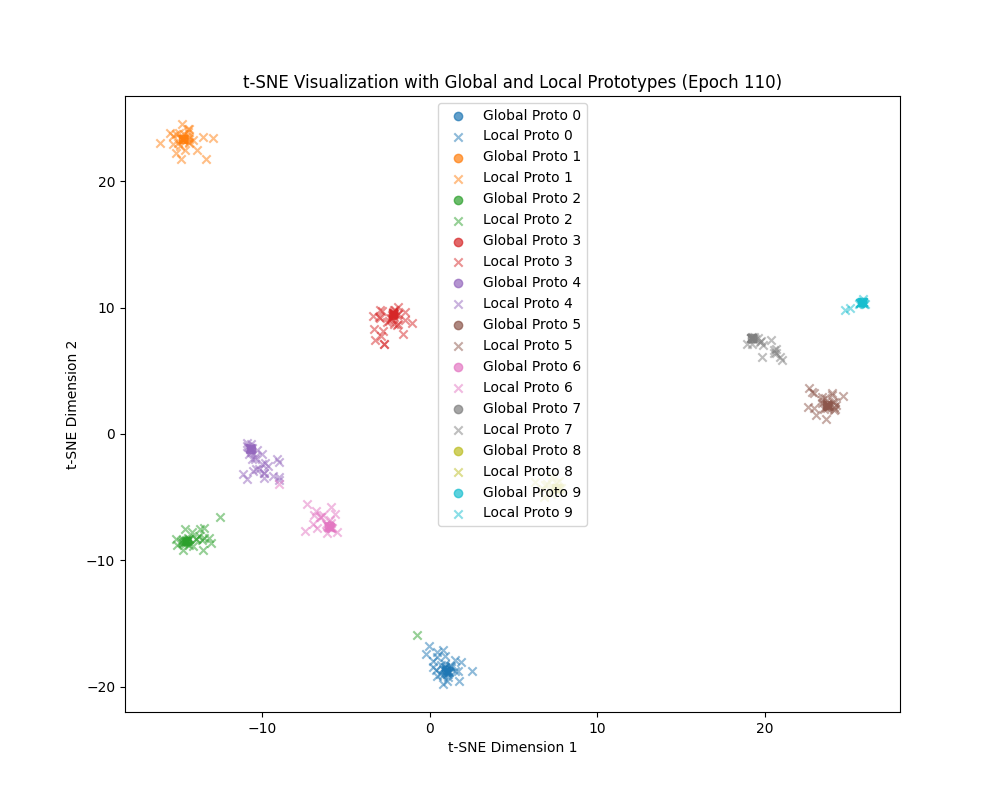 t-SNE Visualization with Global and Local Prototypes (Epoch 110)
Global Proto 0
Local Proto 0
Global Proto 1
Local Proto 1
Global Proto 2
Local Proto 2
Global Proto 3
Local Proto 3
Global Proto 4
Local Proto 4
Global Proto 5
Local Proto 5
Global Proto 6
Local Proto 6
Global Proto 7
Local Proto 7
Global Proto 8
Local Proto 8
Global Proto 9
Local Proto 9
t-SNE Dimension 2
20
10
0
−10
−20
−10
0
10
20
t-SNE Dimension 1